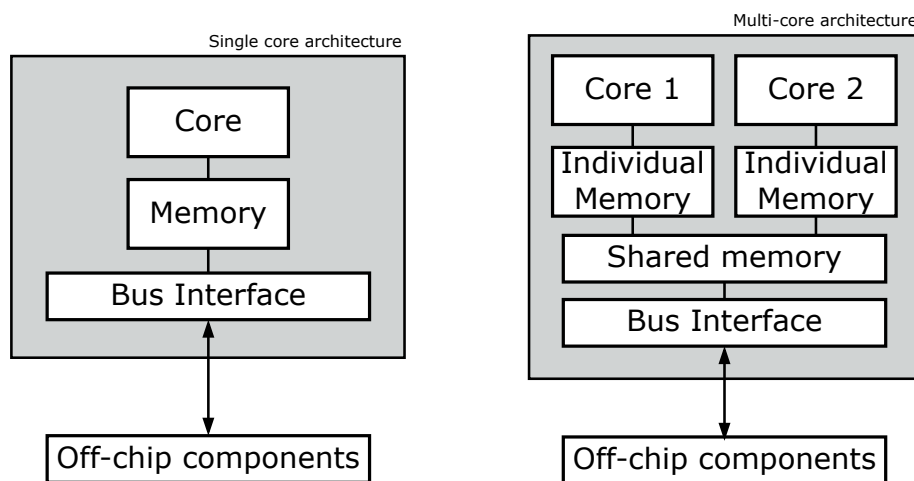 Single core architecture
Core
Memory
Bus Interface
Off-chip components
Multi-core architecture
Core 1
Core 2
Individual
Memory
Individual
Memory
Shared memory
Bus Interface
Off-chip components